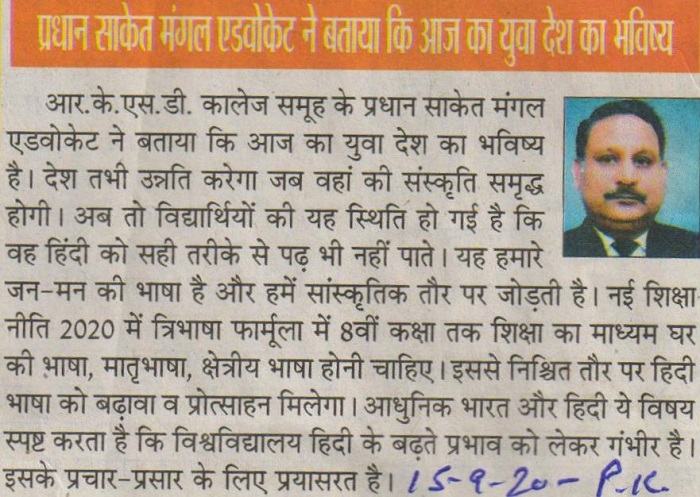 प्रधान साकेत मंगल एडवोकेट ने बताया कि आज का युवा देश का भविष्य
आर.के.एस.डी. कालेज समूह के प्रधान साकेत मंगल
एडवोकेट ने बताया कि आज का युवा देश का भविष्य
है। देश तभी उन्नति करेगा जब वहां की संस्कृति समृद्ध
होगी। अब तो विद्यार्थियों की यह स्थिति हो गई है कि
वह हिंदी को सही तरीके से पढ़ भी नहीं पाते। यह हमारे
जन-मन की भाषा है और हमें सांस्कृतिक तौर पर जोड़ती है। नई शिक्षा
नीति 2020 में त्रिभाषा फार्मूला में 8वीं कक्षा तक शिक्षा का माध्यम घर
की भाषा, मातृभाषा, क्षेत्रीय भाषा होनी चाहिए। इससे निश्चित तौर पर हिदी
भाषा को बढ़ावा व प्रोत्साहन मिलेगा। आधुनिक भारत और हिदी ये विषय
स्पष्ट करता है कि विश्वविद्यालय हिदी के बढ़ते प्रभाव को लेकर गंभीर है।
इसके प्रचार-प्रसार के लिए प्रयासरत है। 15-9-20- P.K.